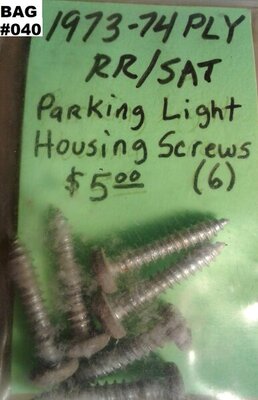 BAG
#040
1973-74 PLY
RR/SAT
Parking Light
Housing Screws
$5.00 (6)